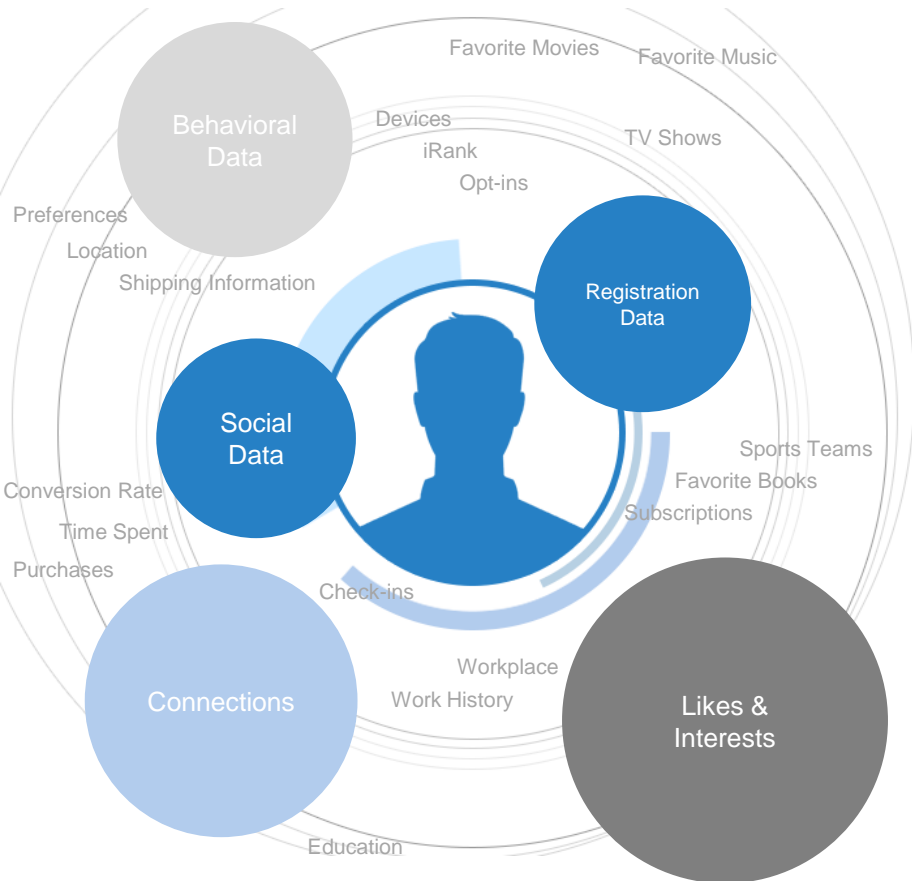 Favorite Movies
Favorite Music
Behavioral
Data
Devices
TV Shows
iRank
Opt-ins
Preferences
Location
Shipping Information
Registration
Data
Social
Data
Sports Teams
Favorite Books
Subscriptions
Conversion Rate
Time Spent
Purchases
Check-ins
Workplace
Work History
Connections
Likes &
Interests
Education